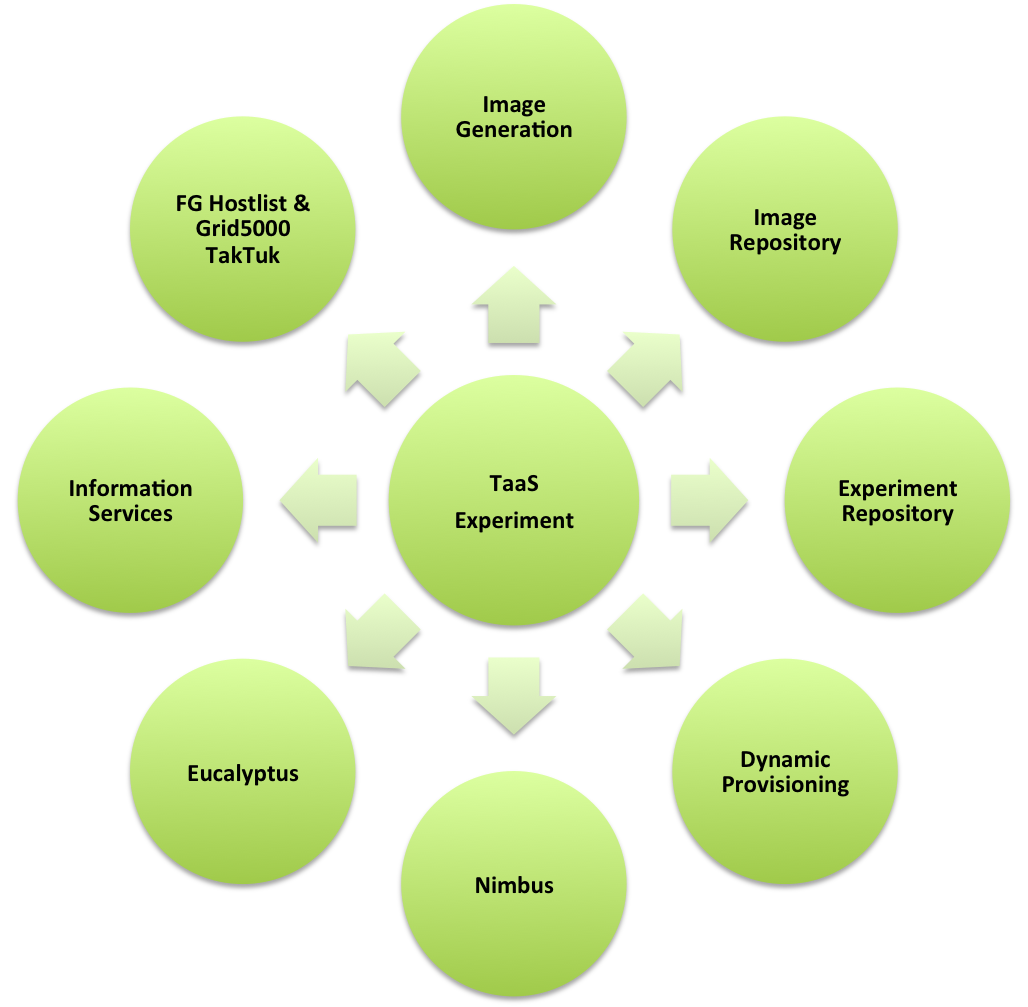 Image
Generation
FG Hostlist &
Grid5000
TakTuk
Image
Repository
Information
Services
TaaS
Experiment
Experiment
Repository
Eucalyptus
Dynamic
Provisioning
Nimbus